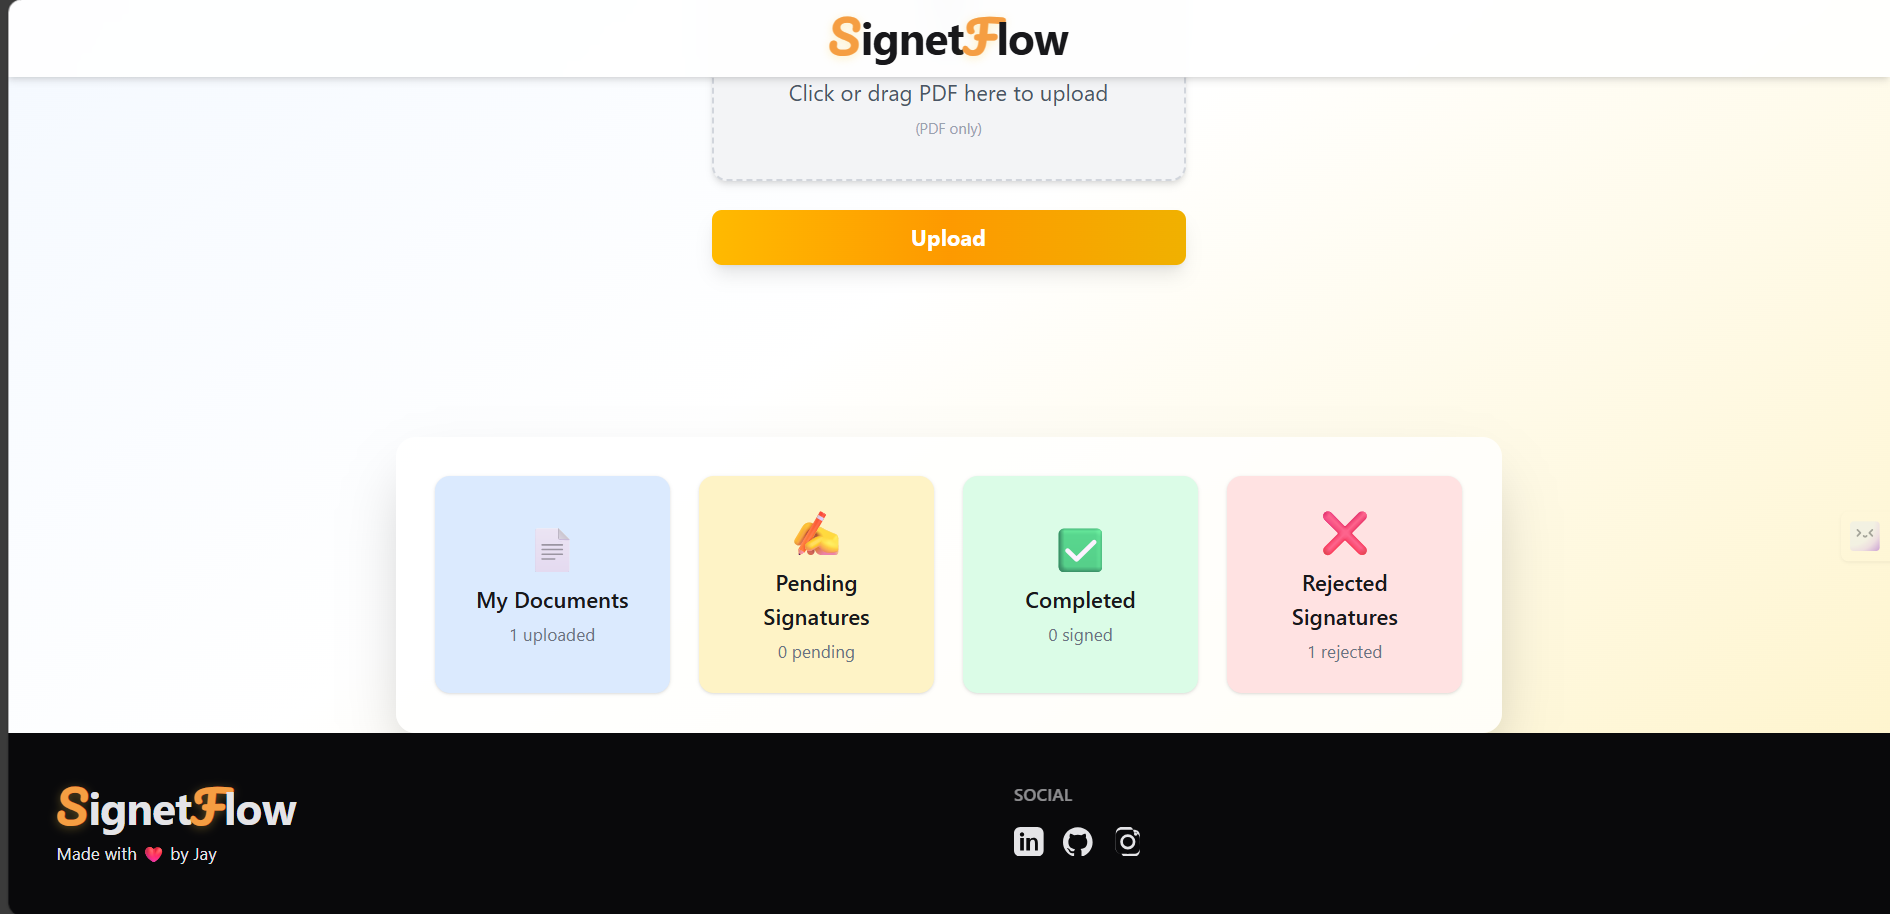 SignetFlow
Click or drag PDF here to upload
(PDF only)
Upload
My Documents
1 uploaded
Pending
Signatures
0 pending
Completed
0 signed
Rejected
Signatures
1 rejected
SignetFlow
Made with ❤️ by Jay
SOCIAL
in